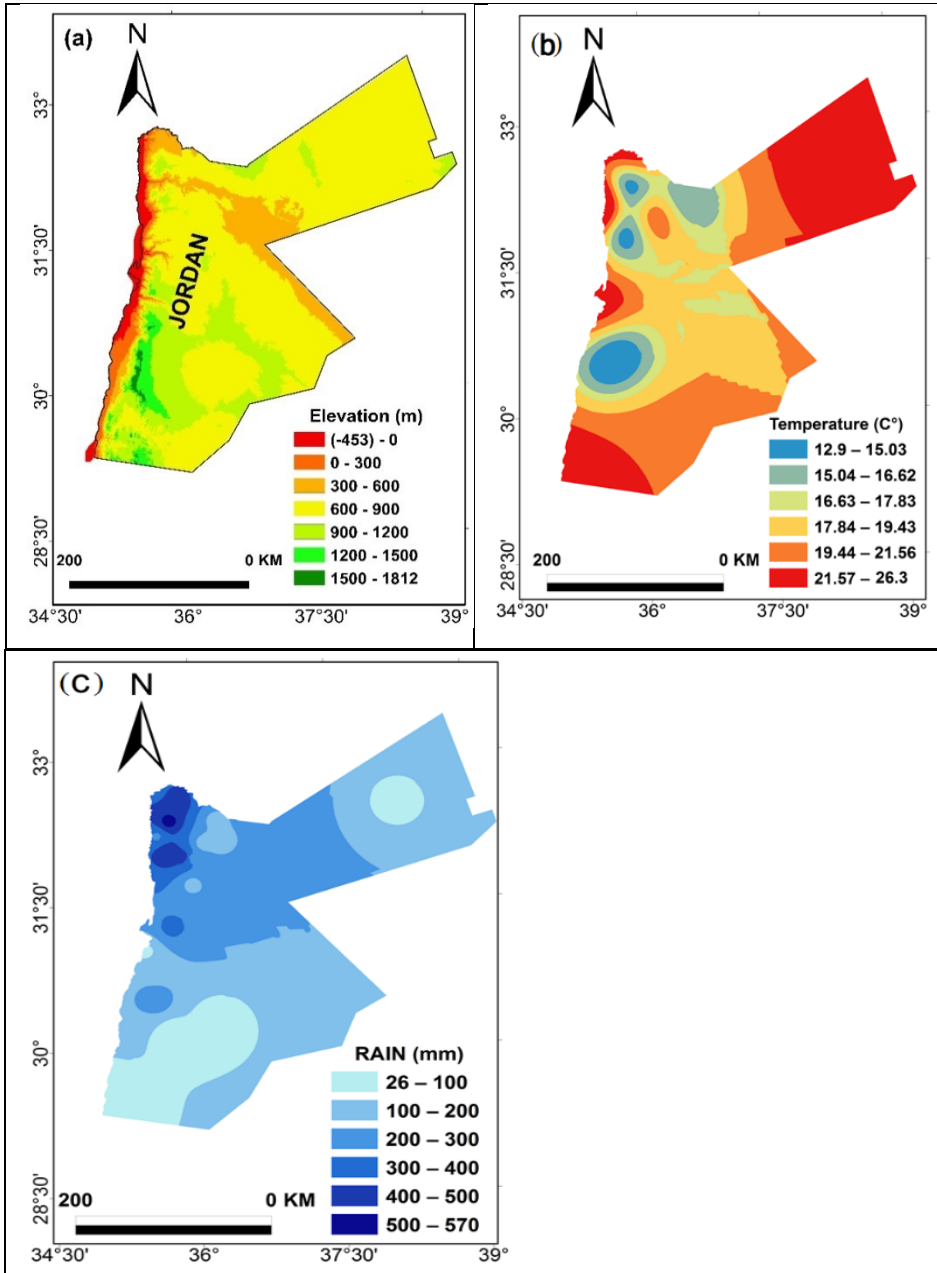 (a)
N
33°
31°30'
30°
28°30'
JORDAN
Elevation (m)
(-453) - 0
0 - 300
300 - 600
600 - 900
900 - 1200
1200 - 1500
1500 - 1812
200 0 KM
34°30' 36° 37°30' 39°
(b)
N
33°
31°30'
30°
28°30'
Temperature (C°)
12.9 – 15.03
15.04 – 16.62
16.63 – 17.83
17.84 – 19.43
19.44 – 21.56
21.57 – 26.3
200 0 KM
34°30' 36° 37°30' 39°
(C)
N
33°
31°30'
30°
28°30'
RAIN (mm)
26 – 100
100 – 200
200 – 300
300 – 400
400 – 500
500 – 570
200 0 KM
34°30' 36° 37°30' 39°